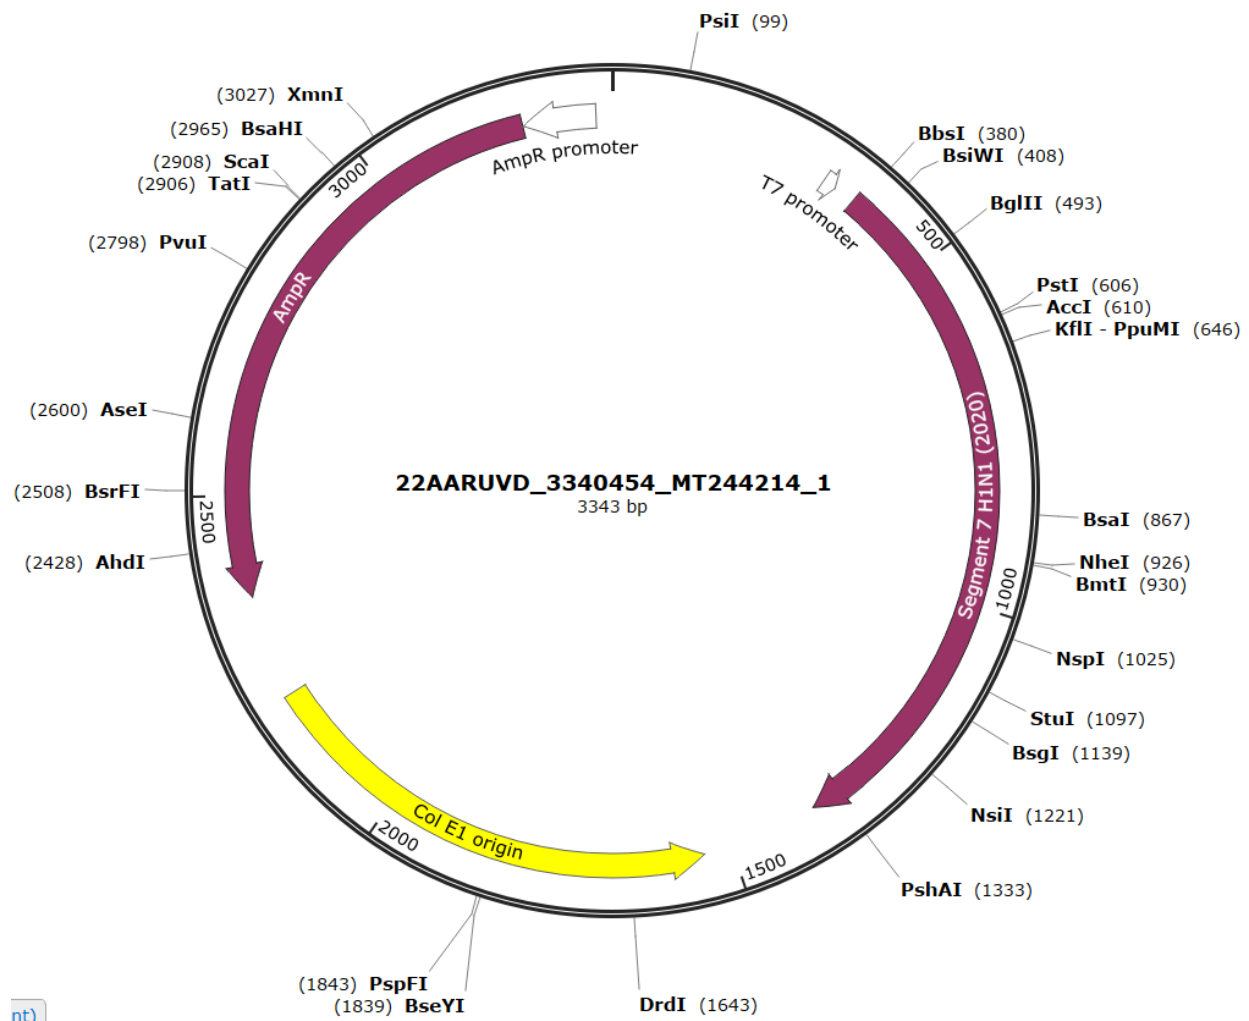 PsiI (99)
(3027) XmnI
(2965) BsaHI
(2908) ScaI
(2906) TatI
(2798) PvuI
(2600) AseI
(2508) BsrFI
(2428) AhdI
BbsI (380)
BsiWI (408)
BglII (493)
PstI (606)
AccI (610)
KflI - PpuMI (646)
BsaI (867)
NheI (926)
BmtI (930)
NspI (1025)
StuI (1097)
BsgI (1139)
NsiI (1221)
PshAI (1333)
DrdI (1643)
(1843) PspFI
(1839) BseYI
AmpR promoter
T7 promoter
AmpR
Segment 7 H1N1 (2020)
Col E1 origin
500
1000
1500
2000
2500
3000
22AARUVD_3340454_MT244214_1
3343 bp
nt)